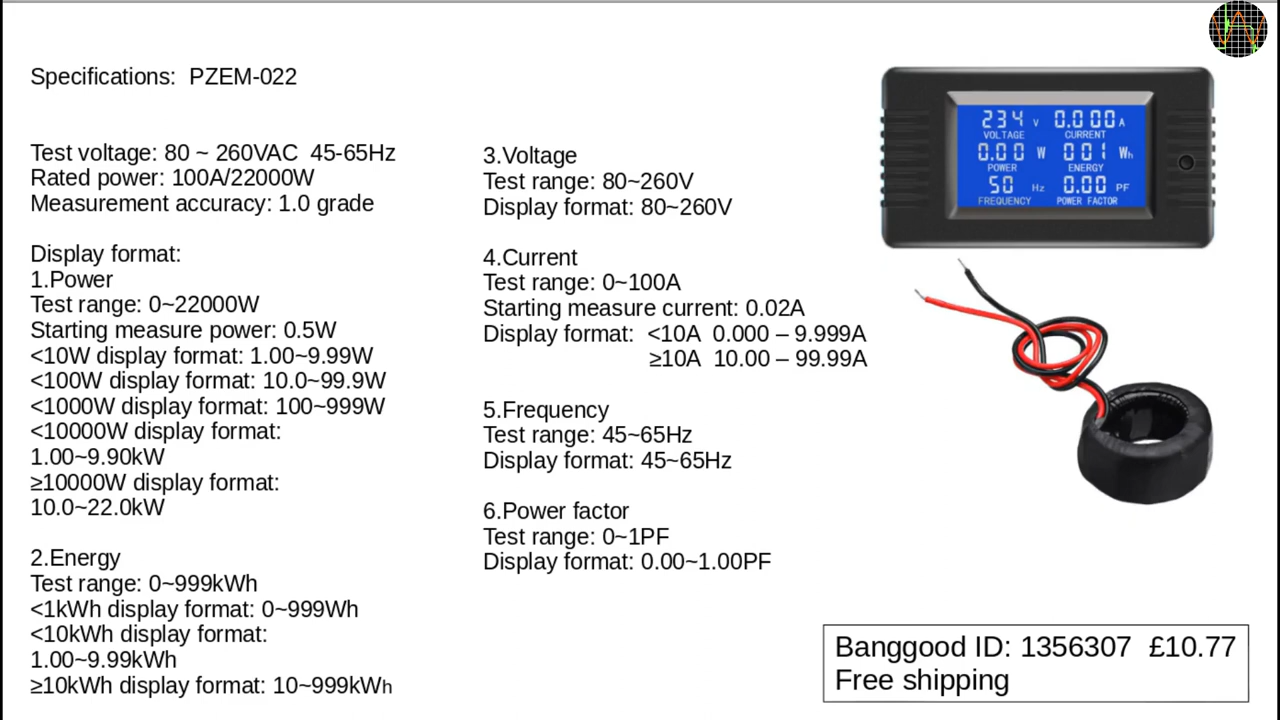 Specifications: PZEM-022
Test voltage: 80 ~ 260VAC 45-65Hz
Rated power: 100A/22000W
Measurement accuracy: 1.0 grade
Display format:
1.Power
Test range: 0~22000W
Starting measure power: 0.5W
<10W display format: 1.00~9.99W
<100W display format: 10.0~99.9W
<1000W display format: 100~999W
<10000W display format:
1.00~9.90kW
≥10000W display format:
10.0~22.0kW
2.Energy
Test range: 0~999kWh
<1kWh display format: 0~999Wh
<10kWh display format:
1.00~9.99kWh
≥10kWh display format: 10~999kWh
3.Voltage
Test range: 80~260V
Display format: 80~260V
4.Current
Test range: 0~100A
Starting measure current: 0.02A
Display format: <10A 0.000 – 9.999A
≥10A 10.00 – 99.99A
5.Frequency
Test range: 45~65Hz
Display format: 45~65Hz
6.Power factor
Test range: 0~1PF
Display format: 0.00~1.00PF
234 V 0.000A
VOLTAGE CURRENT
0.00 W 001 Wh
POWER ENERGY
50 Hz 0.00 PF
FREQUENCY POWER FACTOR
Banggood ID: 1356307 £10.77
Free shipping